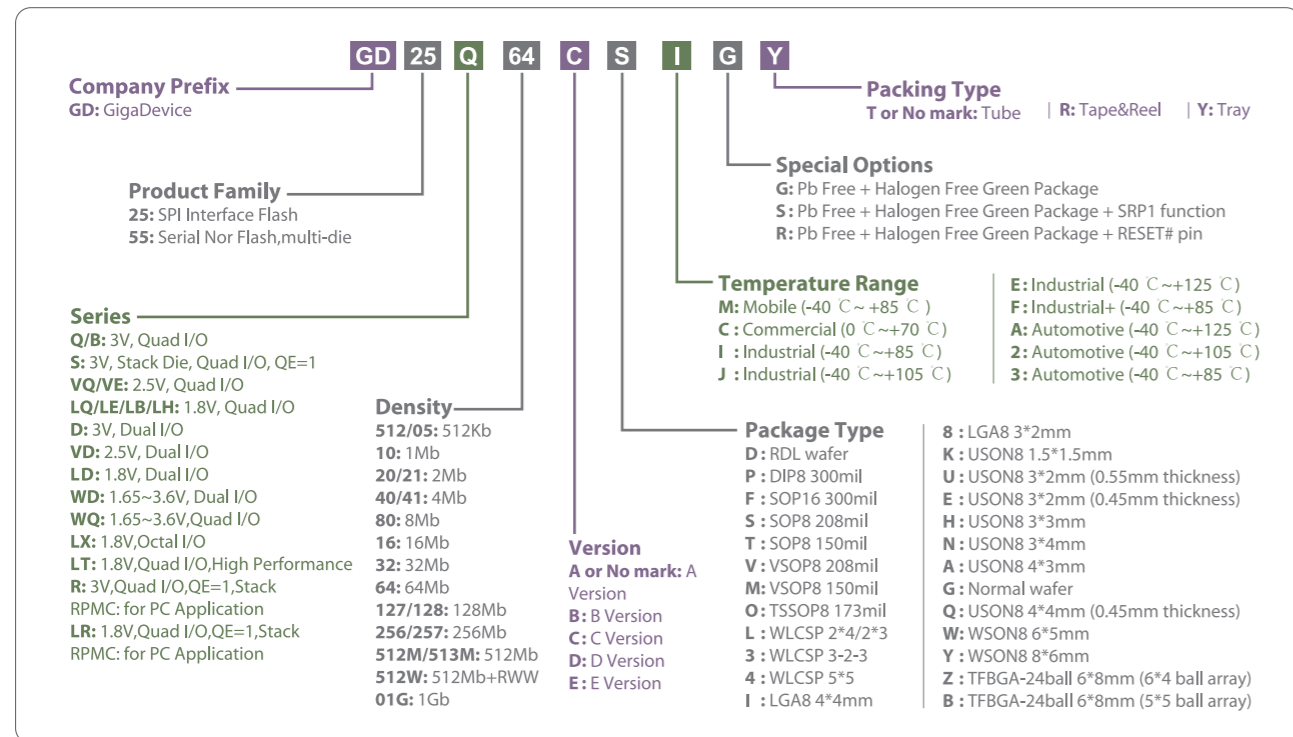 GD 25 Q 64 C S I G Y
Company Prefix
GD: GigaDevice
Packing Type
T or No mark: Tube | R: Tape&Reel | Y: Tray
Special Options
G: Pb Free + Halogen Free Green Package
S: Pb Free + Halogen Free Green Package + SRP1 function
R: Pb Free + Halogen Free Green Package + RESET# pin
Product Family
25: SPI Interface Flash
55: Serial Nor Flash,multi-die
Temperature Range
M: Mobile (-40 ℃~ +85 ℃)
C: Commercial (0 ℃~+70 ℃)
I : Industrial (-40 ℃~+85 ℃)
J : Industrial (-40 ℃~+105 ℃)
E: Industrial (-40 ℃~+125 ℃)
F: Industrial+ (-40 ℃~+85 ℃)
A: Automotive (-40 ℃~+125 ℃)
2: Automotive (-40 ℃~+105 ℃)
3: Automotive (-40 ℃~+85 ℃)
Series
Q/B: 3V, Quad I/O
S: 3V, Stack Die, Quad I/O, QE=1
VQ/VE: 2.5V, Quad I/O
LQ/LE/LB/LH: 1.8V, Quad I/O
D: 3V, Dual I/O
VD: 2.5V, Dual I/O
LD: 1.8V, Dual I/O
WD: 1.65~3.6V, Dual I/O
WQ: 1.65~3.6V,Quad I/O
LX: 1.8V,Octal I/O
LT: 1.8V,Quad I/O,High Performance
R: 3V,Quad I/O,QE=1,Stack
RPMC: for PC Application
LR: 1.8V,Quad I/O,QE=1,Stack
RPMC: for PC Application
Density
512/05: 512Kb
10: 1Mb
20/21: 2Mb
40/41: 4Mb
80: 8Mb
16: 16Mb
32: 32Mb
64: 64Mb
127/128: 128Mb
256/257: 256Mb
512M/513M: 512Mb
512W: 512Mb+RWW
01G: 1Gb
Version
A or No mark: A
Version
B: B Version
C: C Version
D: D Version
E: E Version
Package Type
D: RDL wafer
P: DIP8 300mil
F: SOP16 300mil
S: SOP8 208mil
T: SOP8 150mil
V: VSOP8 208mil
M: VSOP8 150mil
O: TSSOP8 173mil
L: WLCSP 2*4/2*3
3: WLCSP 3-2-3
4: WLCSP 5*5
I : LGA8 4*4mm
8: LGA8 3*2mm
K: USON8 1.5*1.5mm
U: USON8 3*2mm (0.55mm thickness)
E: USON8 3*2mm (0.45mm thickness)
H: USON8 3*3mm
N: USON8 3*4mm
A: USON8 4*3mm
G: Normal wafer
Q: USON8 4*4mm (0.45mm thickness)
W: WSON8 6*5mm
Y: WSON8 8*6mm
Z: TFBGA-24ball 6*8mm (6*4 ball array)
B: TFBGA-24ball 6*8mm (5*5 ball array)